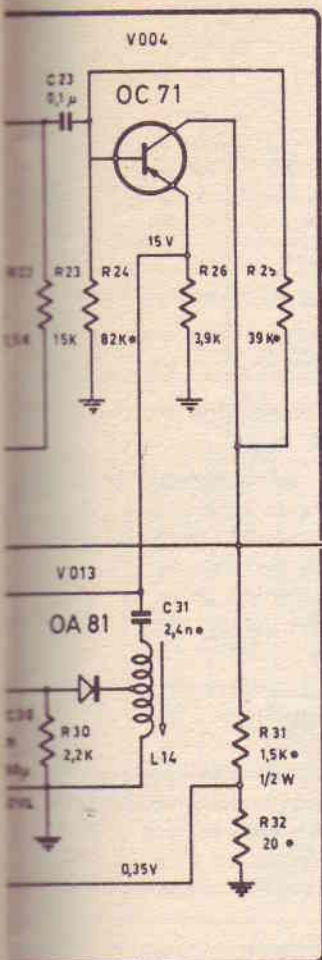 V004
C23
0,1 µ
OC 71
15 V
R23
R24
R26
R 25
15K
82K•
3,9K
39K•
V013
C31
2,4n•
OA 81
R30
2,2K
L14
R31
1,5K•
1/2 W
R32
20 •
0,35V